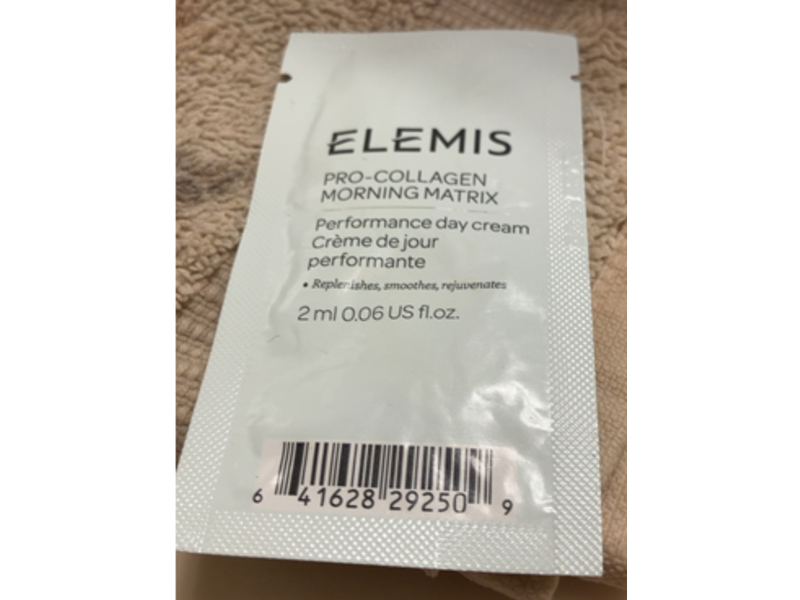 ELEMIS
PRO-COLLAGEN
MORNING MATRIX
Performance day cream
Crème de jour
performante
• Replenishes, smoothes, rejuvenates
2 ml 0.06 US fl.oz.
6 41628 29250 9